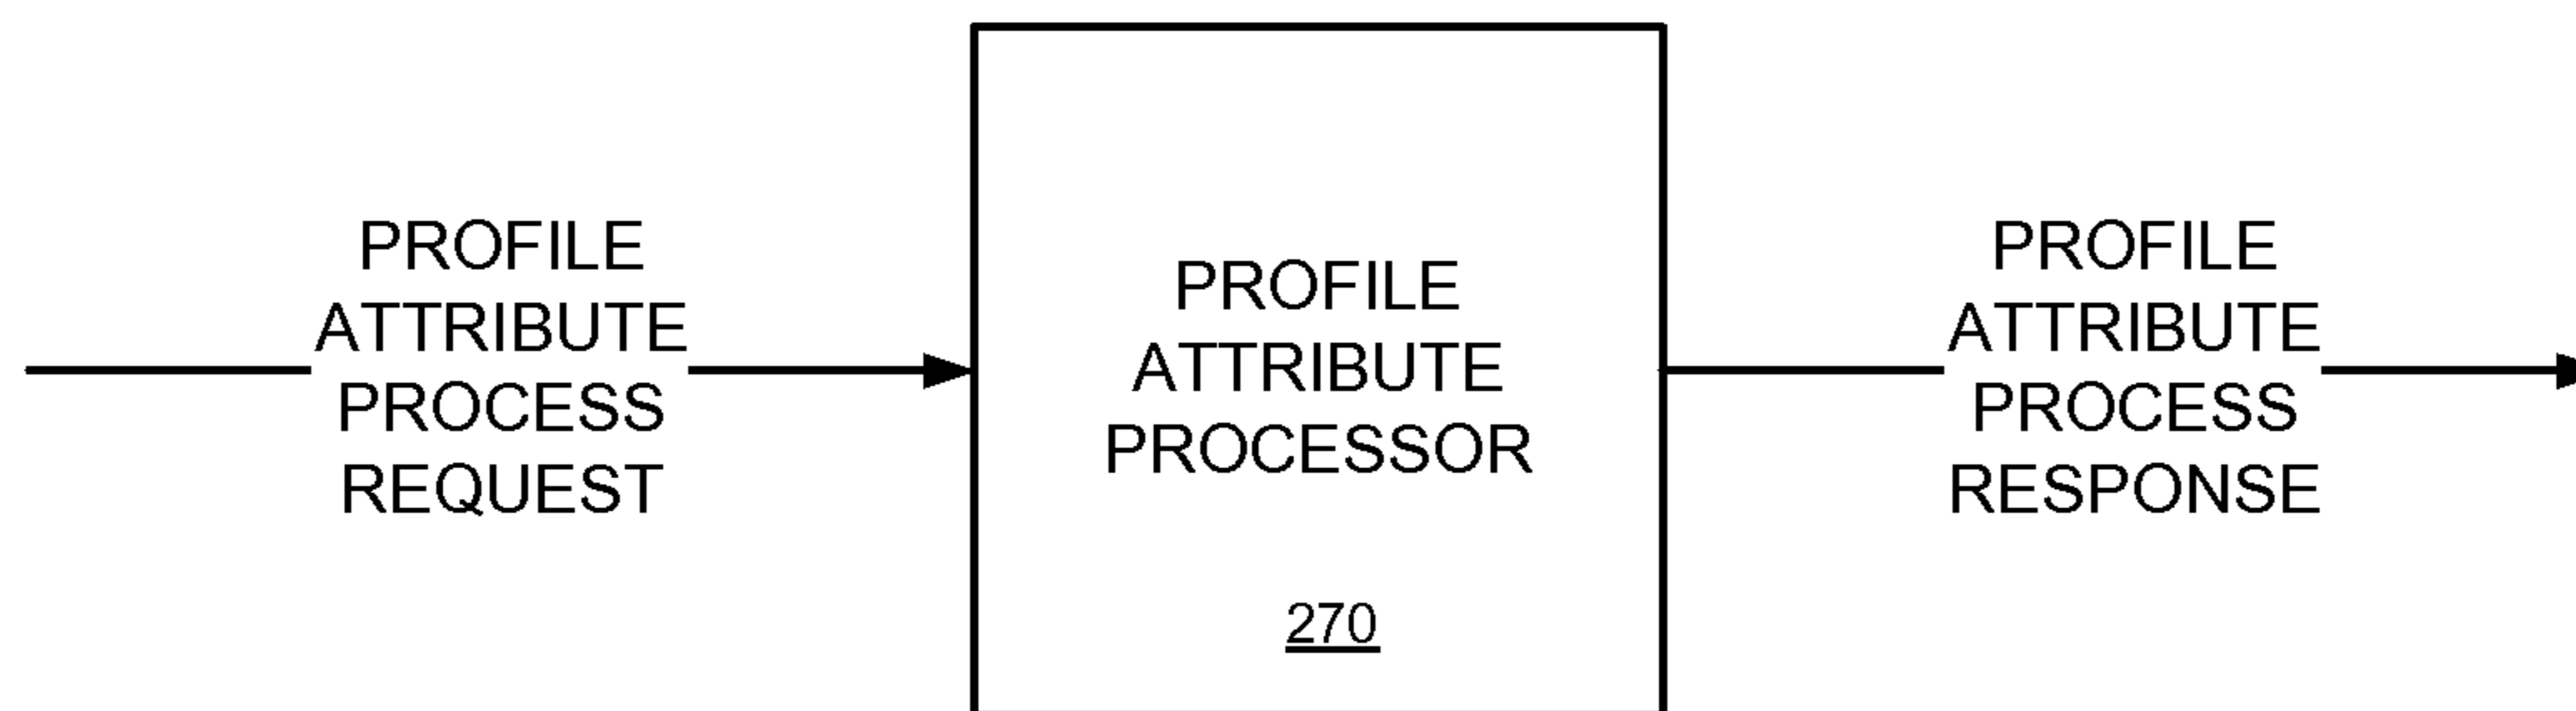 PROFILE
ATTRIBUTE
PROCESS
REQUEST
PROFILE
ATTRIBUTE
PROCESSOR
270
PROFILE
ATTRIBUTE
PROCESS
RESPONSE